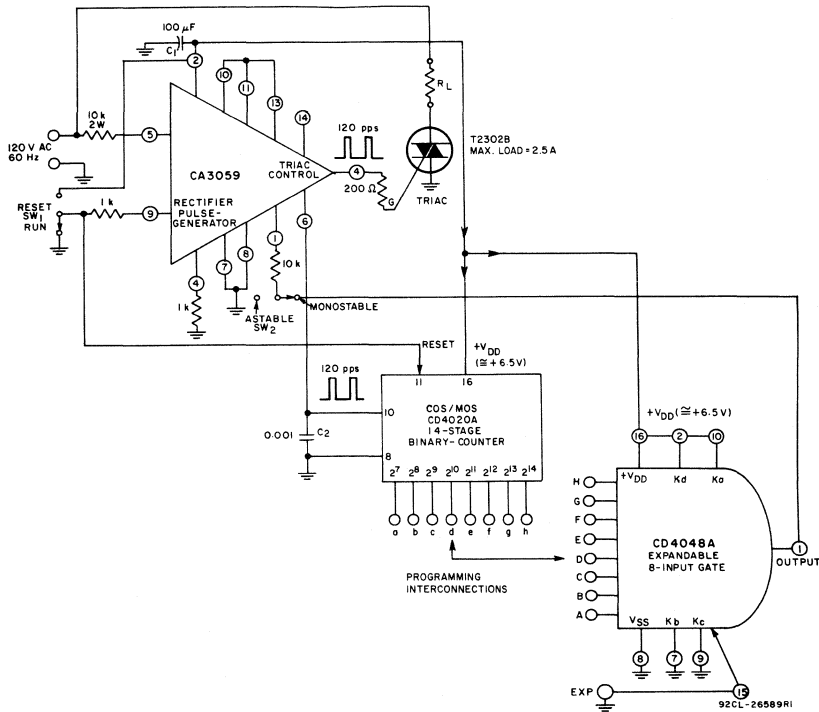 100 μF
C1
2
10
11
13
14
RL
10k
2W
5
120 V AC
60 Hz
CA3059
TRIAC
CONTROL
120 pps
4
200 Ω
G
T2302B
MAX. LOAD = 2.5 A
TRIAC
RESET
SW1
RUN
1 k
9
RECTIFIER
PULSE-
GENERATOR
6
1
8
7
10 k
4
1 k
ASTABLE
SW2
MONOSTABLE
RESET
+VDD
(≅ + 6.5V)
120 pps
11
16
10
COS/MOS
CD4020A
14-STAGE
BINARY-COUNTER
0.001
C2
8
2^7 2^8 2^9 2^10 2^11 2^12 2^13 2^14
a b c d e f g h
PROGRAMMING
INTERCONNECTIONS
+VDD (≅ +6.5V)
16
2
10
+VDD
Kd
Ka
H
G
F
E
D
C
B
A
CD4048A
EXPANDABLE
8-INPUT GATE
1
OUTPUT
VSS
Kb
Kc
8
7
9
EXP
15
92CL-26589RI